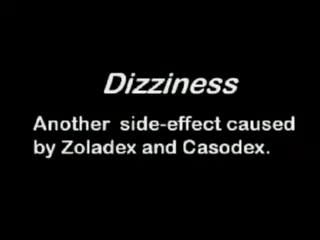 Dizziness
Another side-effect caused
by Zoladex and Casodex.